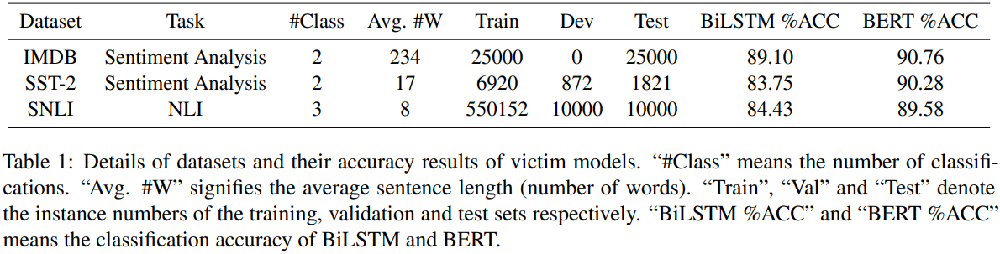 Dataset Task #Class Avg. #W Train Dev Test BiLSTM %ACC BERT %ACC
IMDB Sentiment Analysis 2 234 25000 0 25000 89.10 90.76
SST-2 Sentiment Analysis 2 17 6920 872 1821 83.75 90.28
SNLI NLI 3 8 550152 10000 10000 84.43 89.58
Table 1: Details of datasets and their accuracy results of victim models. “#Class” means the number of classifi-
cations. “Avg. #W” signifies the average sentence length (number of words). “Train”, “Val” and “Test” denote
the instance numbers of the training, validation and test sets respectively. “BiLSTM %ACC” and “BERT %ACC”
means the classification accuracy of BiLSTM and BERT.